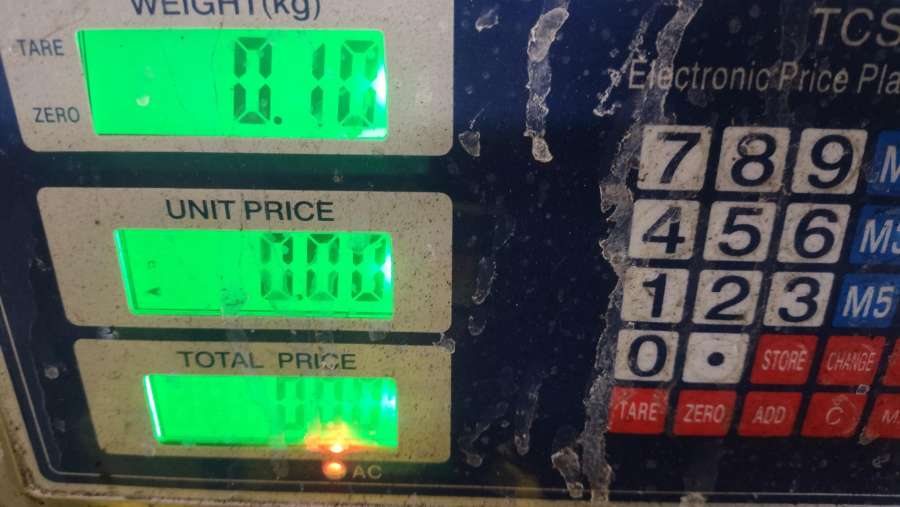 WEIGHT(kg)
TARE
0.10
ZERO
UNIT PRICE
0.00
TOTAL PRICE
AC
TCS
Electronic Price Pla
7 8 9 M
4 5 6 M3
1 2 3 M5
0 . STORE CHANGE
TARE ZERO ADD C M